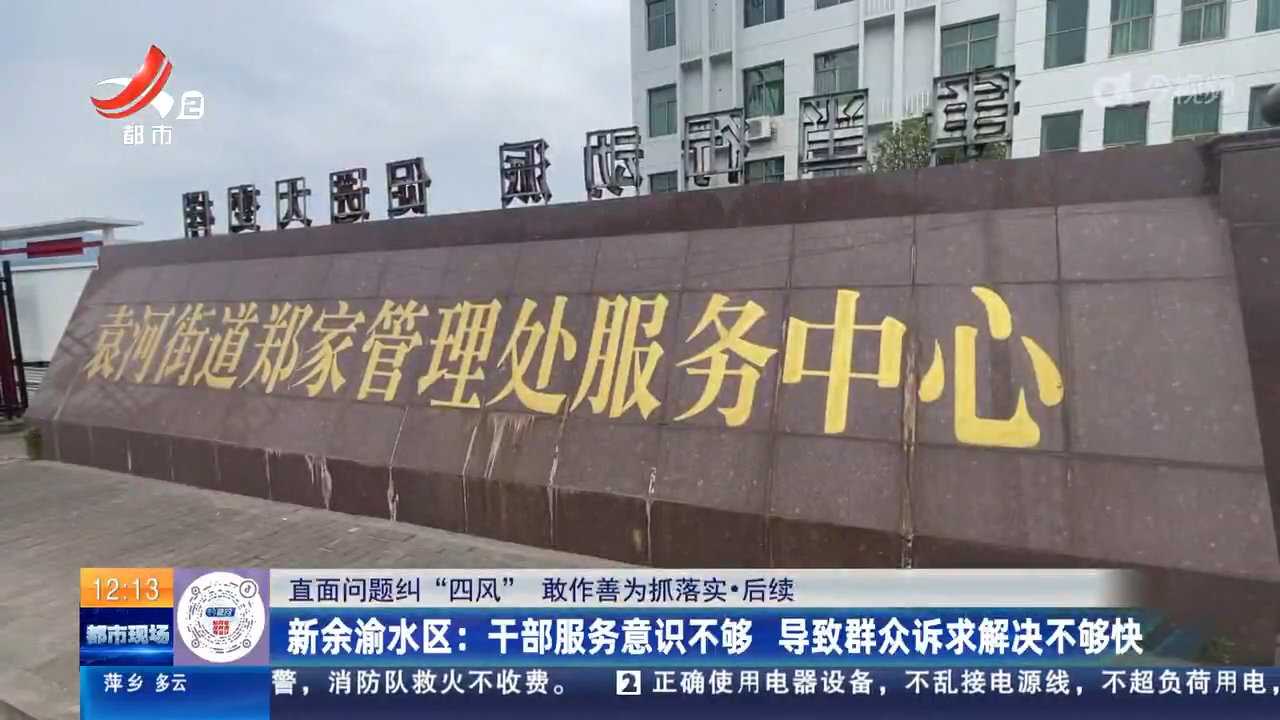 2
都市
今视频
袁河街道郑家管理处服务中心
12:13
直面问题纠“四风” 敢作善为抓落实·后续
都市现场
新余渝水区：干部服务意识不够 导致群众诉求解决不够快
萍乡 多云
警，消防队救火不收费。 2 正确使用电器设备，不乱接电源线，不超负荷用电，